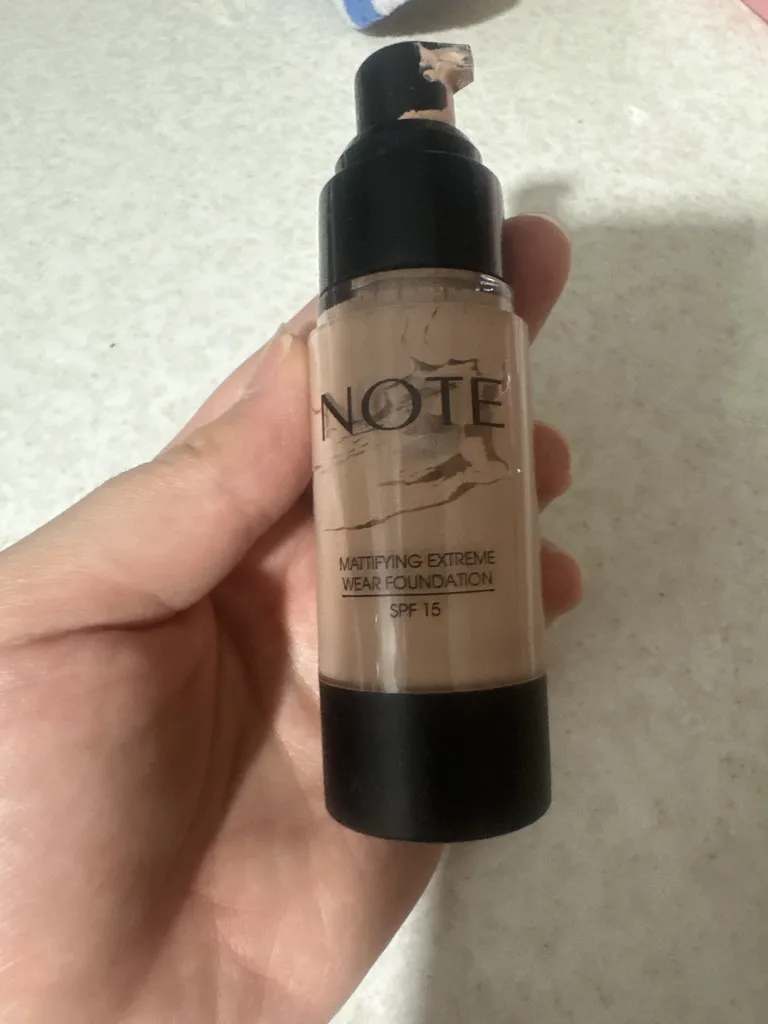 NOTE
MATTIFYING EXTREME
WEAR FOUNDATION
SPF 15